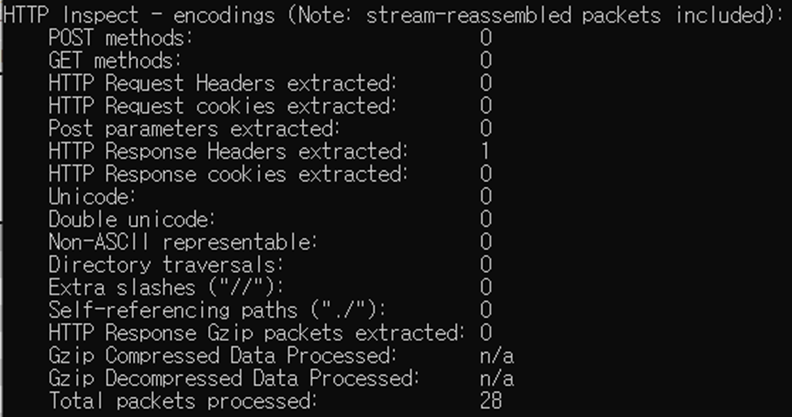 HTTP Inspect - encodings (Note: stream-reassembled packets included):
POST methods: 0
GET methods: 0
HTTP Request Headers extracted: 0
HTTP Request cookies extracted: 0
Post parameters extracted: 0
HTTP Response Headers extracted: 1
HTTP Response cookies extracted: 0
Unicode: 0
Double unicode: 0
Non-ASCII representable: 0
Directory traversals: 0
Extra slashes ("//"): 0
Self-referencing paths ("./"): 0
HTTP Response Gzip packets extracted: 0
Gzip Compressed Data Processed: n/a
Gzip Decompressed Data Processed: n/a
Total packets processed: 28